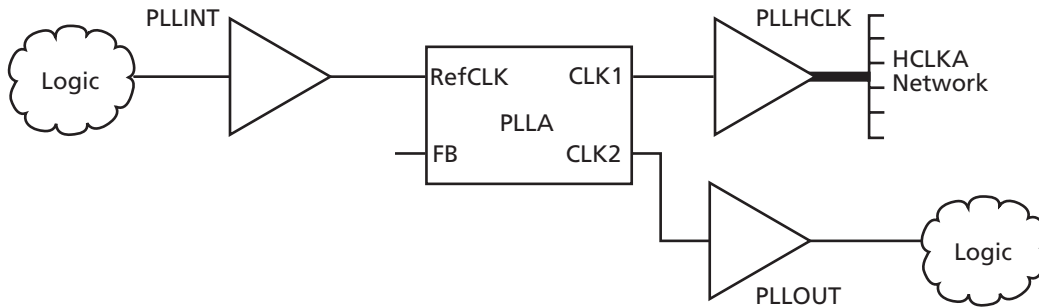 PLLINT
PLLHCLK
Logic
RefCLK
CLK1
HCLKA
Network
PLLA
FB
CLK2
Logic
PLLOUT